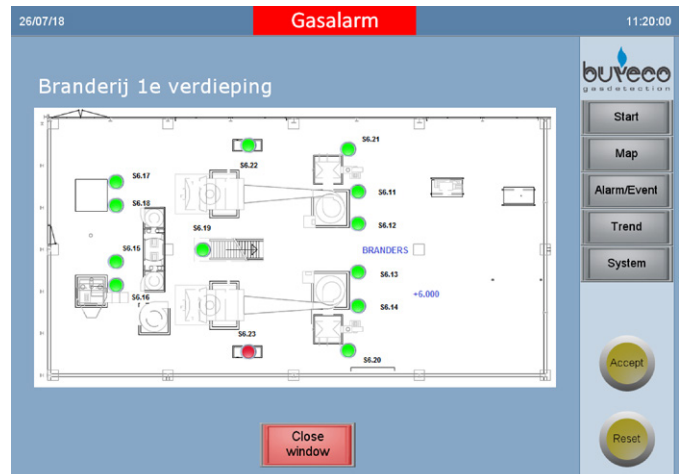 26/07/18
Gasalarm
11:20:00
Branderij 1e verdieping
buveco
gasdetection
Start
Map
Alarm/Event
Trend
System
Accept
Reset
S6.21
S6.22
S6.17
S6.11
S6.18
S6.19
S6.12
S6.15
BRANDERS
S6.13
S6.16
+6.000
S6.14
S6.23
S6.20
Close
window